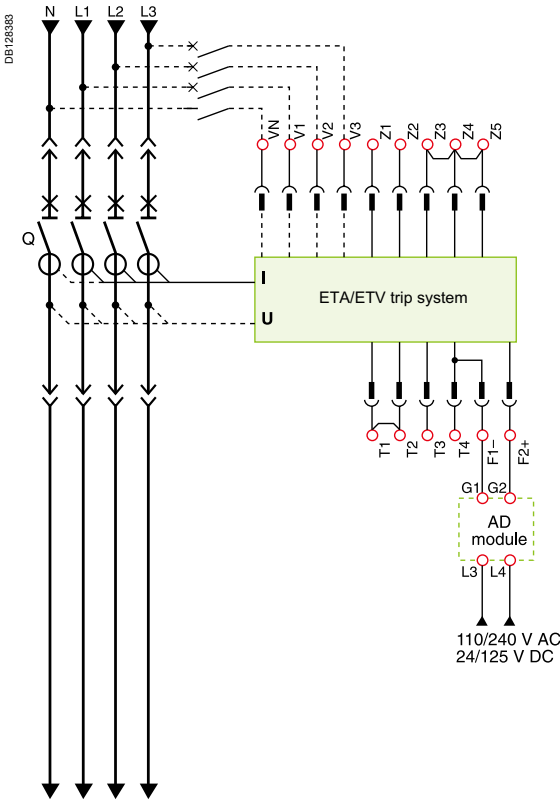 DB128383
N L1 L2 L3
VN V1 V2 V3 Z1 Z2 Z3 Z4 Z5
Q
I
ETA/ETV trip system
U
T1 T2 T3 T4 F1– F2+
G1 G2
AD
module
L3 L4
110/240 V AC
24/125 V DC